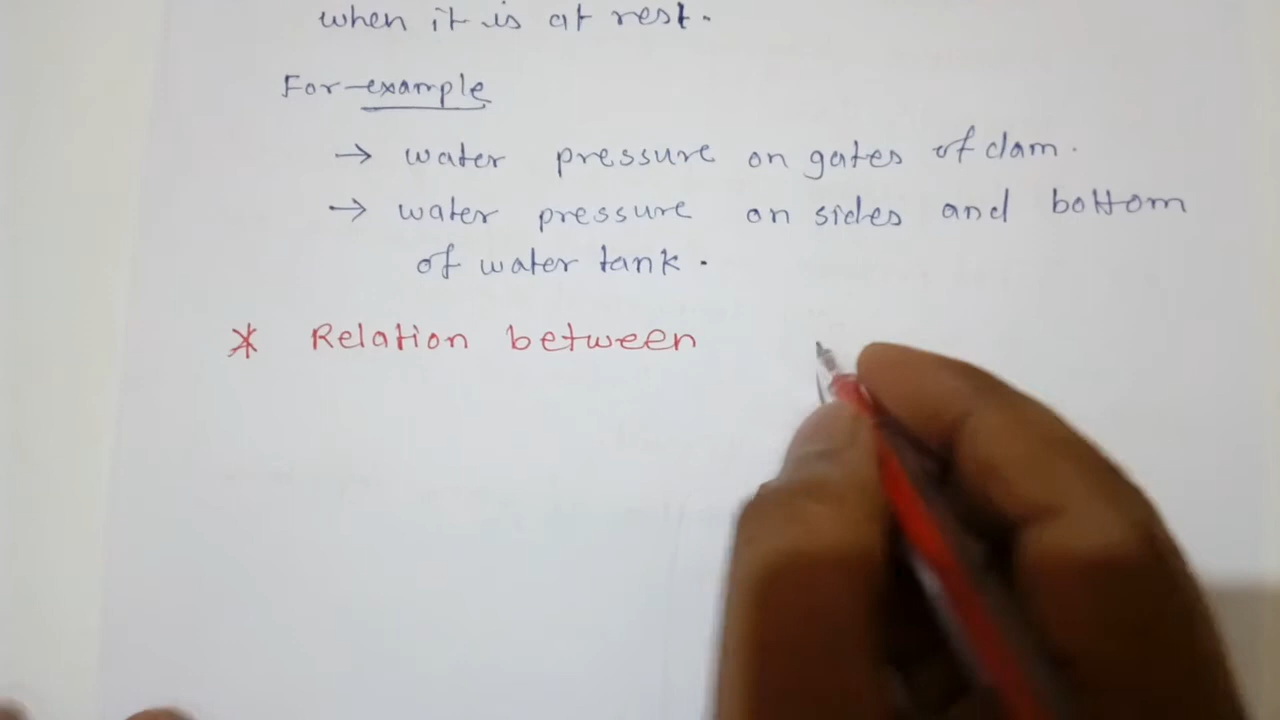 when it is at rest.
For-example
→ water pressure on gates of dam.
→ water pressure on sides and bottom
of water tank.
* Relation between